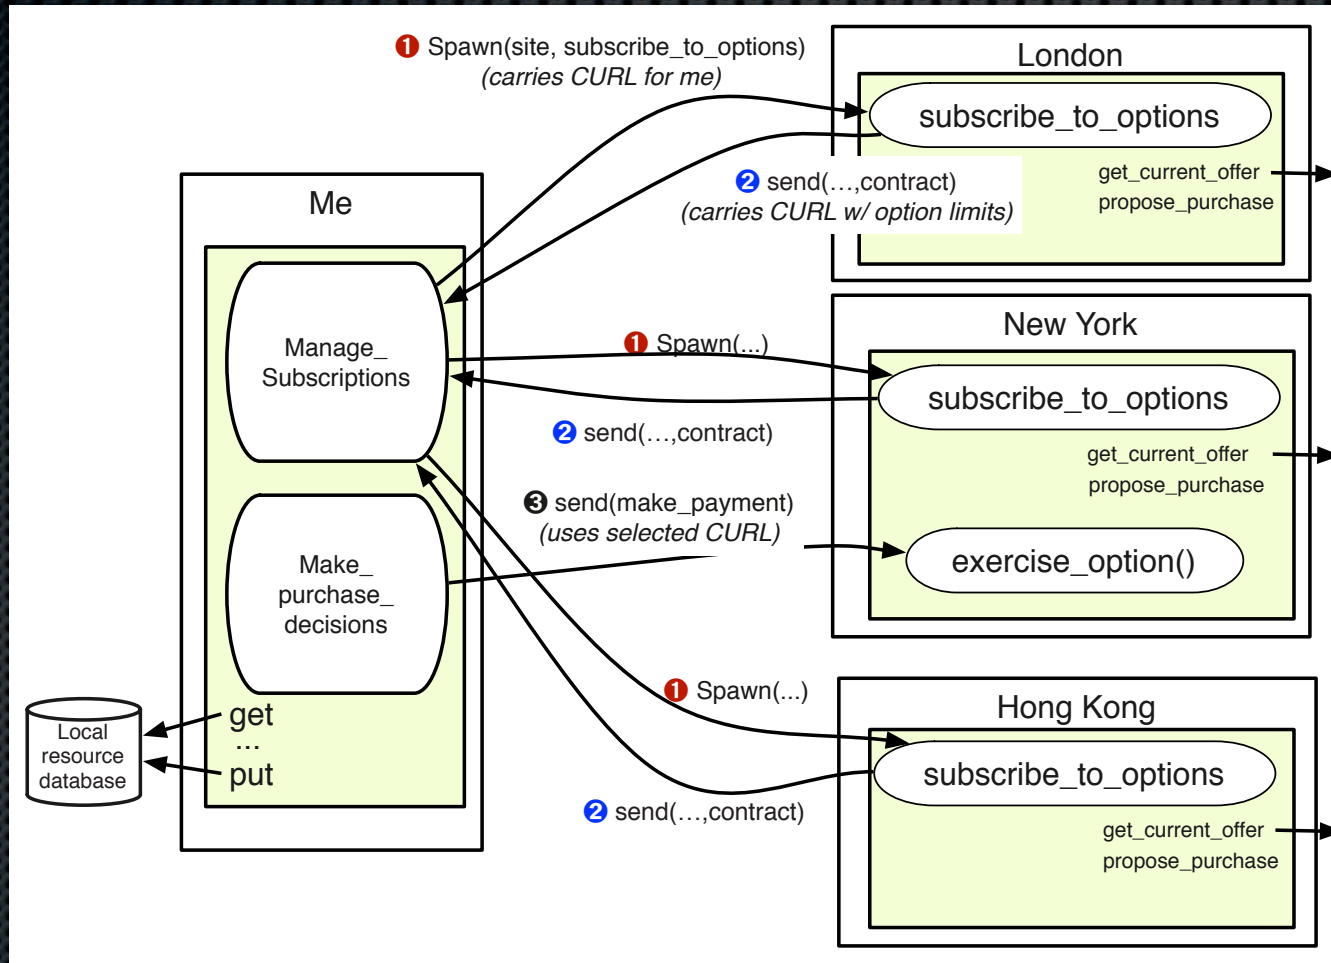 ❶ Spawn(site, subscribe_to_options)
(carries CURL for me)
London
subscribe_to_options
❷ send(…,contract)
(carries CURL w/ option limits)
get_current_offer
propose_purchase
Me
Manage_
Subscriptions
❶ Spawn(...)
❷ send(…,contract)
New York
subscribe_to_options
get_current_offer
propose_purchase
❸ send(make_payment)
(uses selected CURL)
exercise_option()
Make_
purchase_
decisions
get
...
put
Local
resource
database
❶ Spawn(...)
❷ send(…,contract)
Hong Kong
subscribe_to_options
get_current_offer
propose_purchase